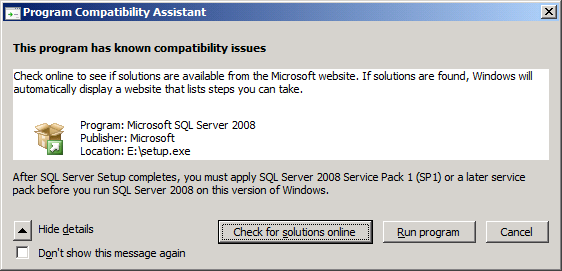 Program Compatibility Assistant
This program has known compatibility issues
Check online to see if solutions are available from the Microsoft website. If solutions are found, Windows will
automatically display a website that lists steps you can take.
Program: Microsoft SQL Server 2008
Publisher: Microsoft
Location: E:\setup.exe
After SQL Server Setup completes, you must apply SQL Server 2008 Service Pack 1 (SP1) or a later service
pack before you run SQL Server 2008 on this version of Windows.
Hide details
Check for solutions online
Run program
Cancel
Don't show this message again